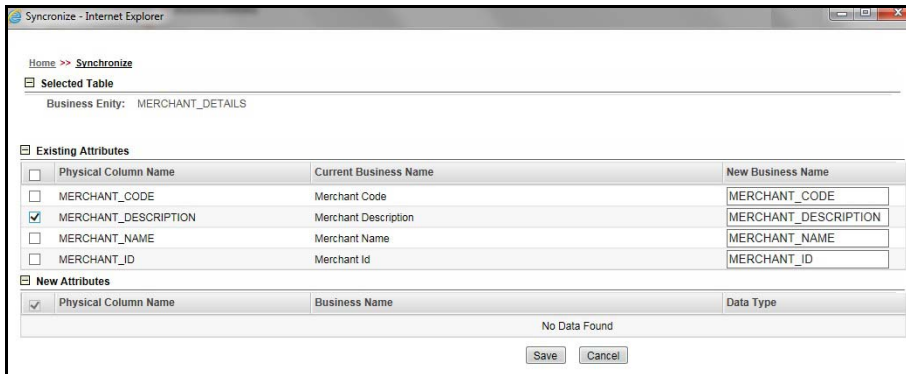 Syncronize - Internet Explorer
Home >> Synchronize
Selected Table
Business Enity: MERCHANT_DETAILS
Existing Attributes
Physical Column Name Current Business Name New Business Name
MERCHANT_CODE Merchant Code MERCHANT_CODE
MERCHANT_DESCRIPTION Merchant Description MERCHANT_DESCRIPTION
MERCHANT_NAME Merchant Name MERCHANT_NAME
MERCHANT_ID Merchant Id MERCHANT_ID
New Attributes
Physical Column Name Business Name Data Type
No Data Found
Save Cancel